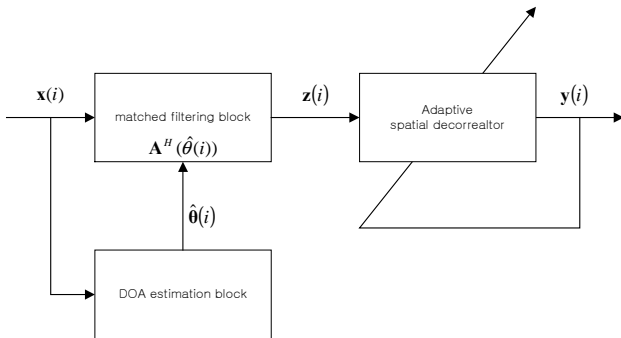 x(i)
matched filtering block
A^H(θ̂(i))
z(i)
Adaptive
spatial decorrealtor
y(i)
θ̂(i)
DOA estimation block